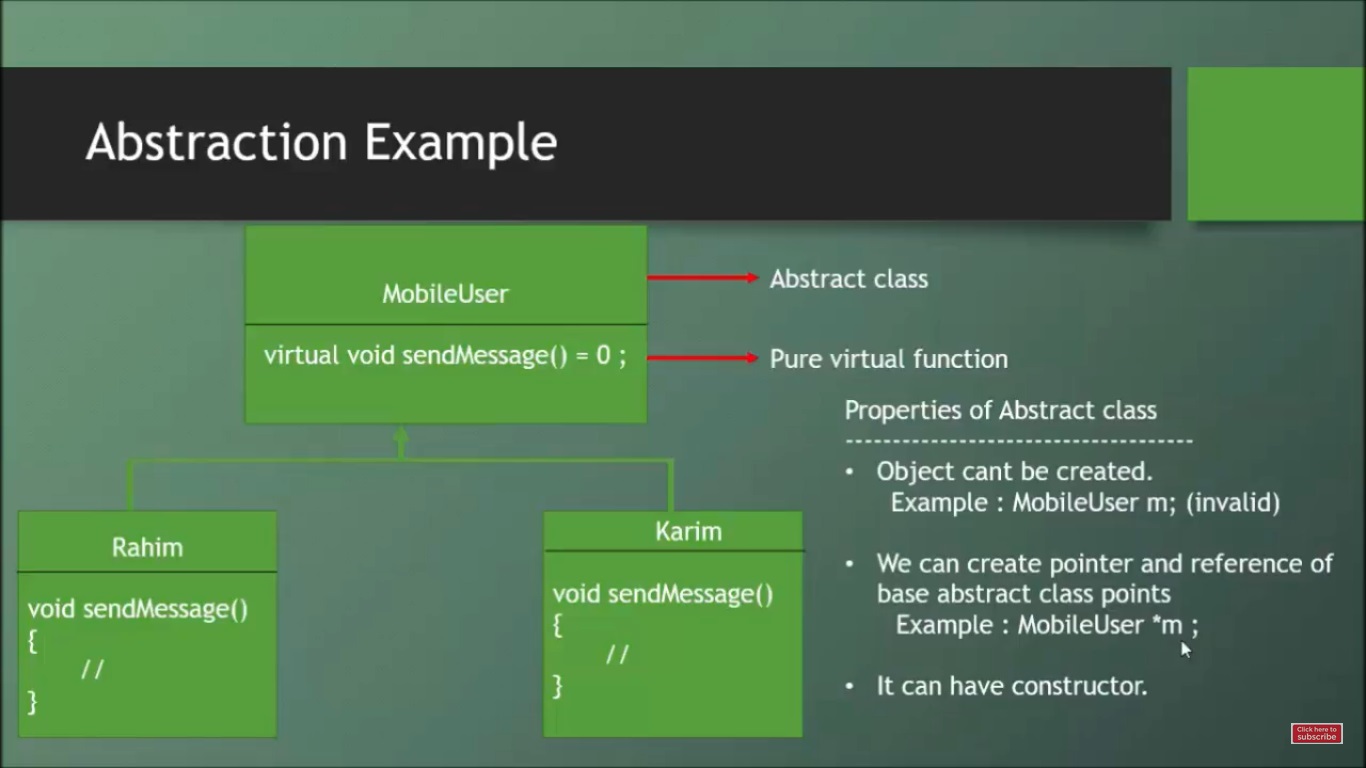 Abstraction Example
MobileUser
virtual void sendMessage() = 0 ;
Abstract class
Pure virtual function
Rahim
void sendMessage()
{
//
}
Karim
void sendMessage()
{
//
}
Properties of Abstract class
-----------------------------------
• Object cant be created.
Example : MobileUser m; (invalid)
• We can create pointer and reference of
base abstract class points
Example : MobileUser *m ;
• It can have constructor.
Click here to
subscribe